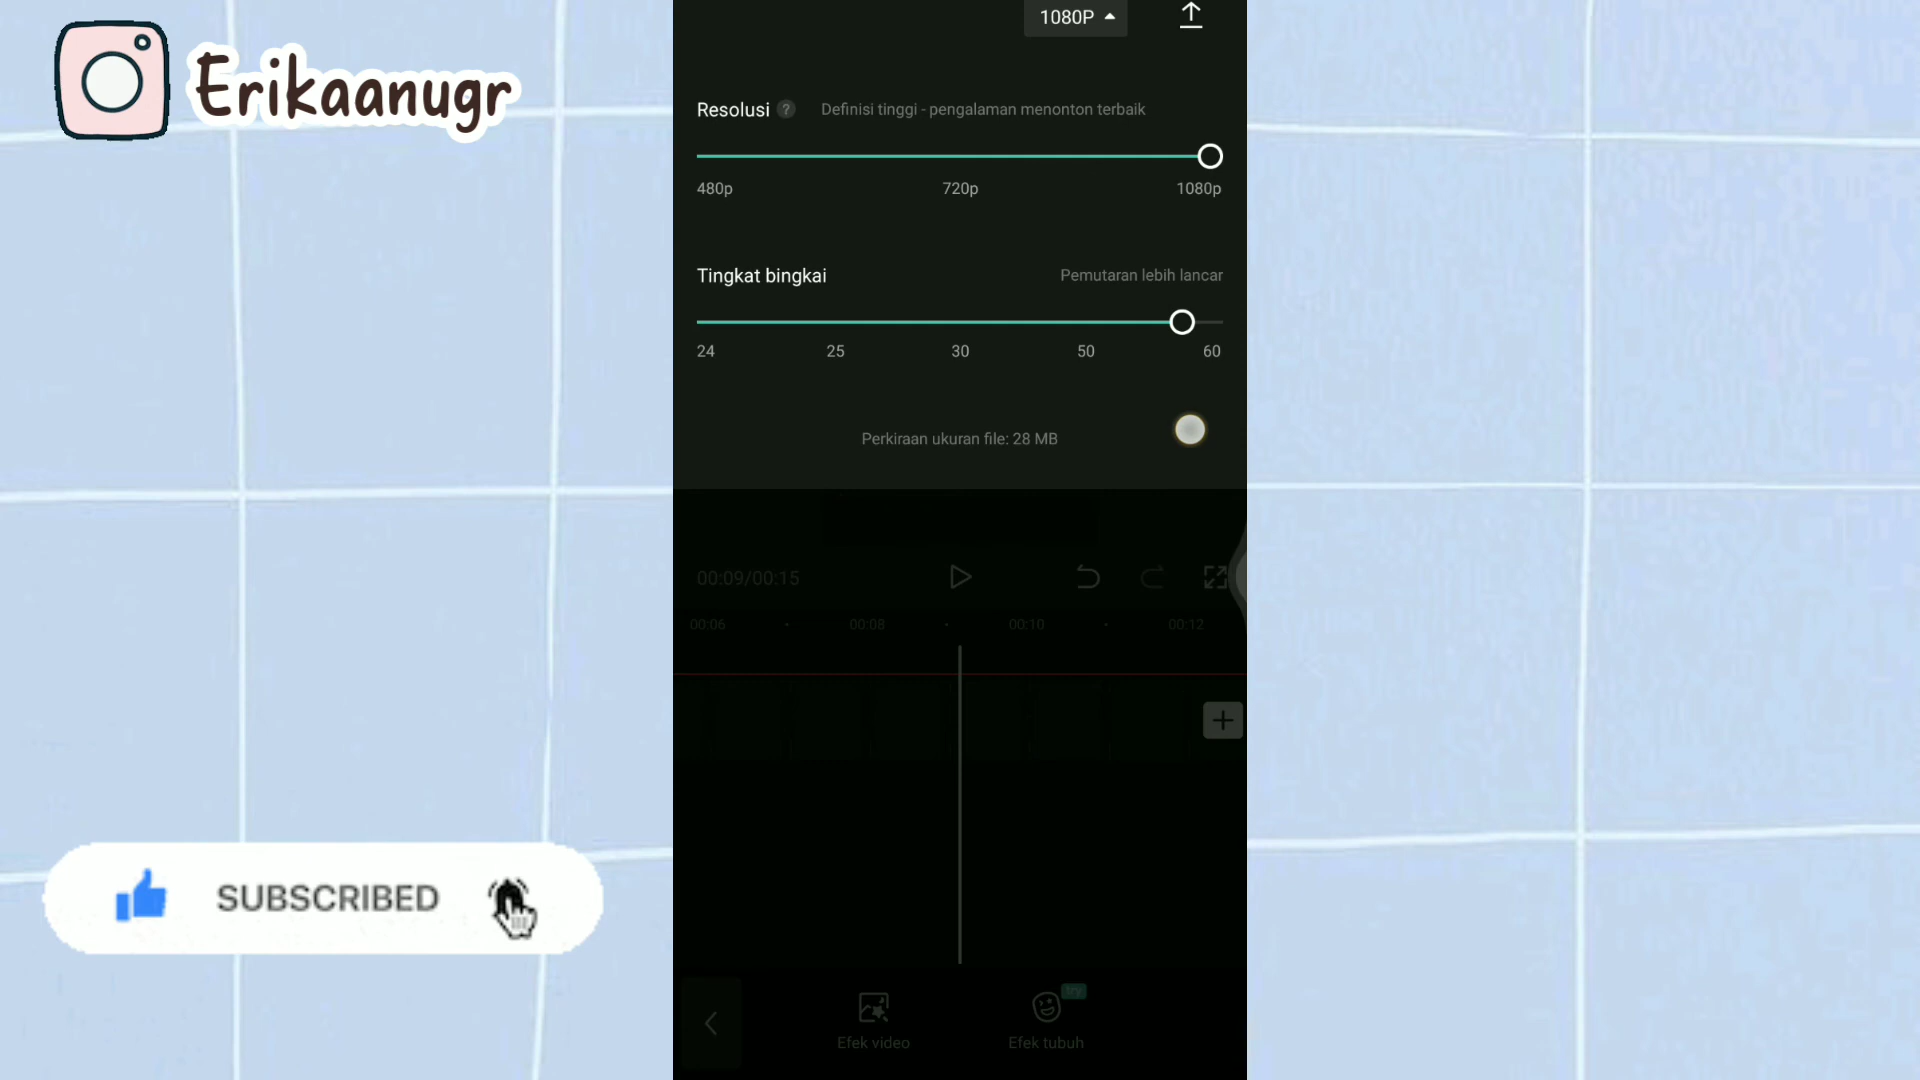 Erikaanugr
1080P
Resolusi ? Definisi tinggi - pengalaman menonton terbaik
480p 720p 1080p
Tingkat bingkai Pemutaran lebih lancar
24 25 30 50 60
Perkiraan ukuran file: 28 MB
00:09/00:15
00:06 00:08 00:10 00:12
SUBSCRIBED
try
Efek video Efek tubuh